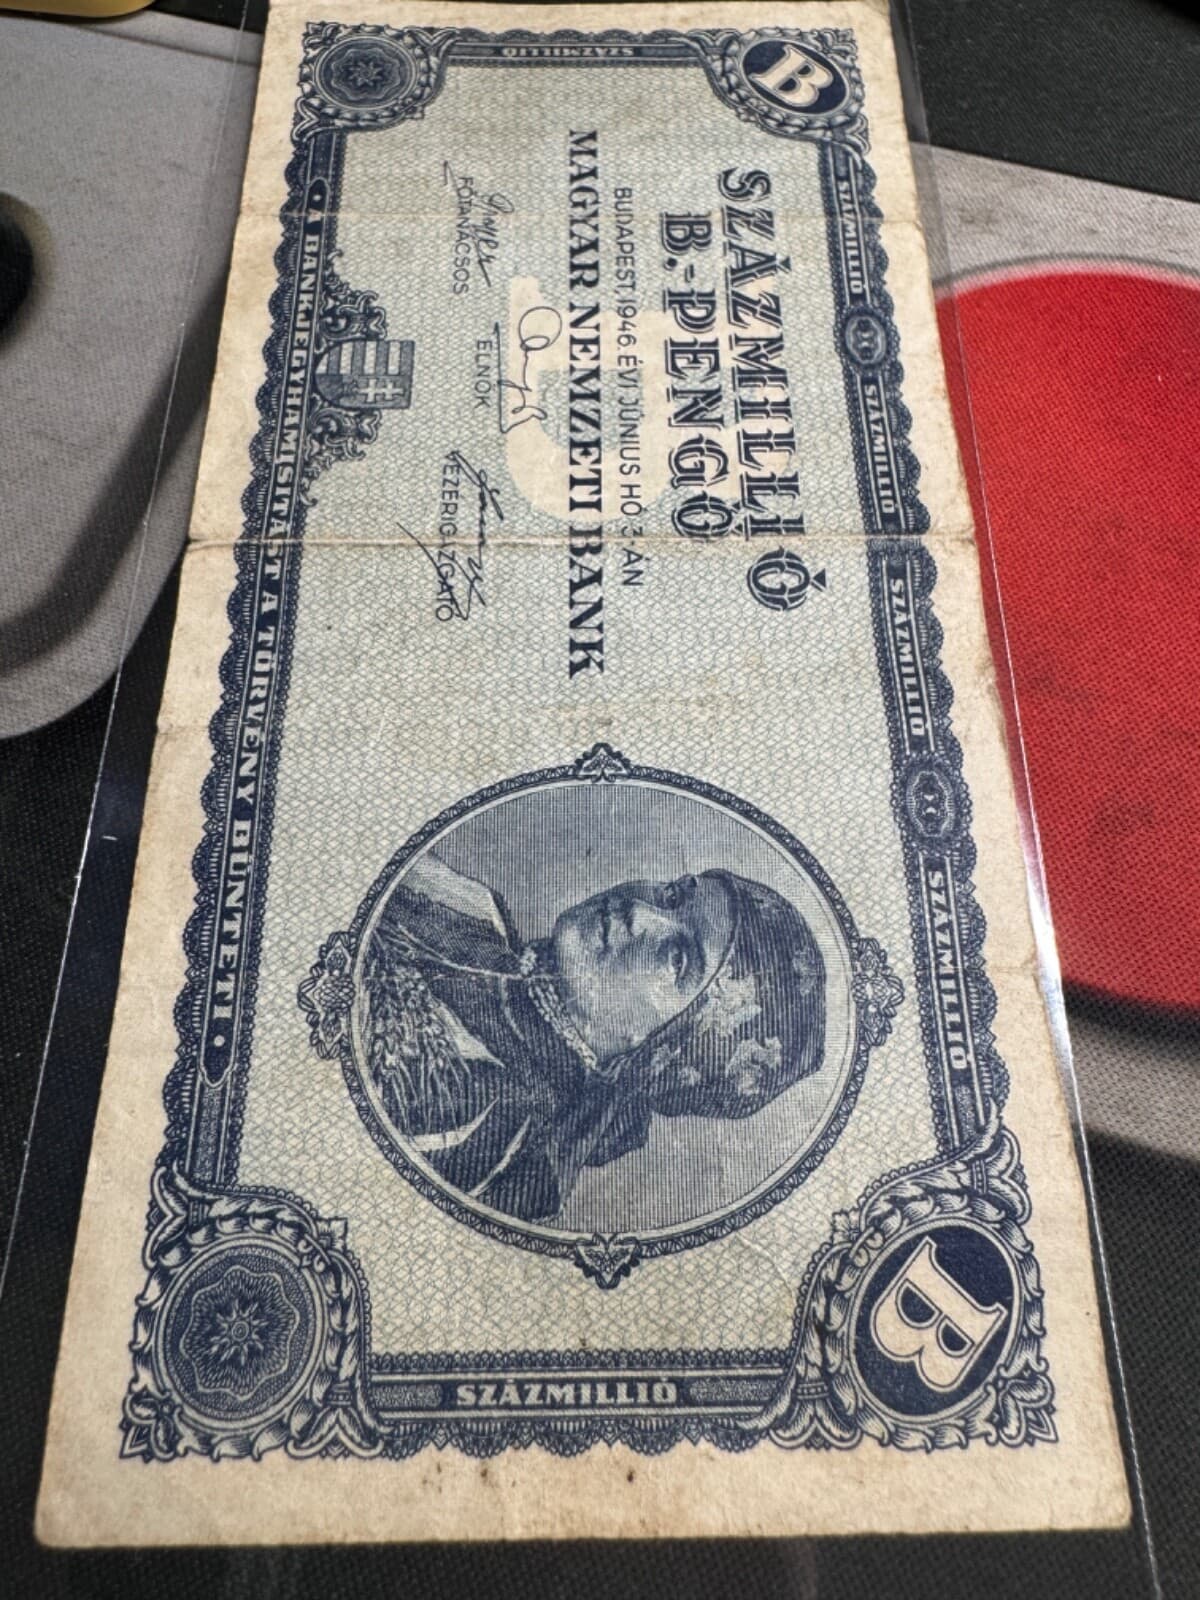 SZÁZMILLIÓ
B
SZÁZMILLIÓ
SZÁZMILLIÓ
SZÁZMILLIÓ
SZÁZMILLIÓ
B
SZÁZMILLIÓ
B.-PENGŐ
BUDAPEST, 1946. ÉVI JÚNIUS HÓ 3-ÁN
MAGYAR NEMZETI BANK
FŐTANÁCSOS
ELNÖK
VEZÉRIGAZGATÓ
• A BANKJEGYHAMISÍTÁST A TÖRVÉNY BÜNTETI •
SZÁZMILLIÓ